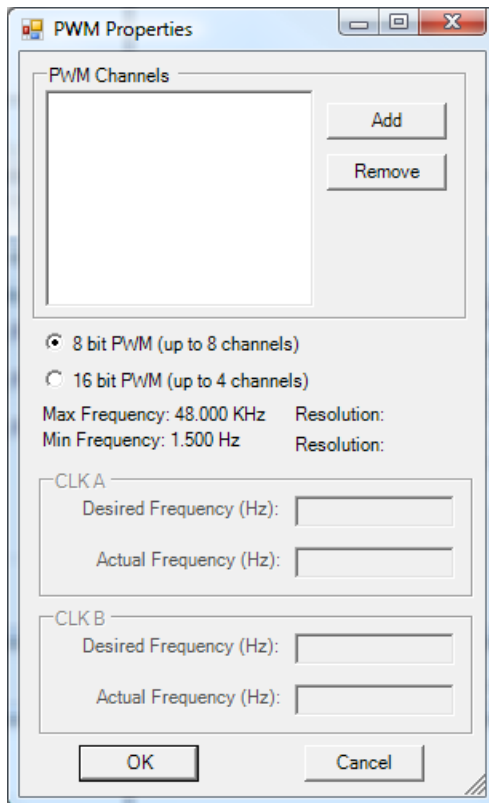 PWM Properties
PWM Channels
Add
Remove
8 bit PWM (up to 8 channels)
16 bit PWM (up to 4 channels)
Max Frequency: 48.000 KHz Resolution:
Min Frequency: 1.500 Hz Resolution:
CLK A
Desired Frequency (Hz):
Actual Frequency (Hz):
CLK B
Desired Frequency (Hz):
Actual Frequency (Hz):
OK Cancel